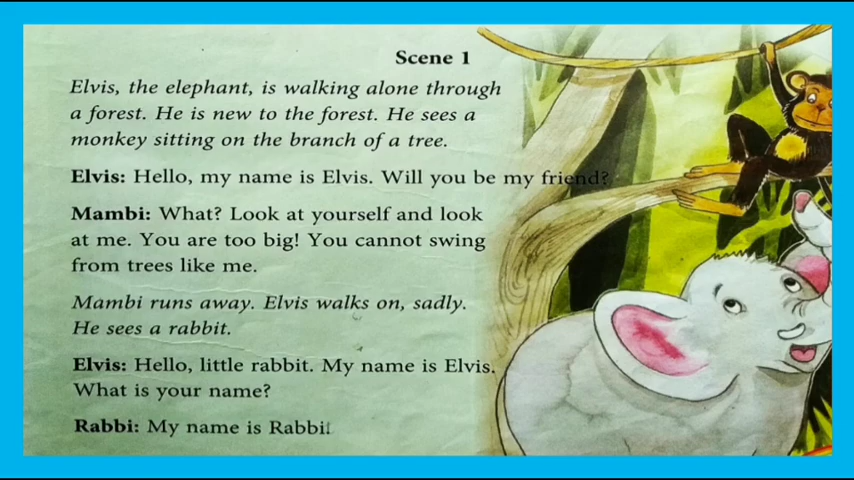 Scene 1
Elvis, the elephant, is walking alone through
a forest. He is new to the forest. He sees a
monkey sitting on the branch of a tree.
Elvis: Hello, my name is Elvis. Will you be my friend?
Mambi: What? Look at yourself and look
at me. You are too big! You cannot swing
from trees like me.
Mambi runs away. Elvis walks on, sadly.
He sees a rabbit.
Elvis: Hello, little rabbit. My name is Elvis.
What is your name?
Rabbi: My name is Rabbi